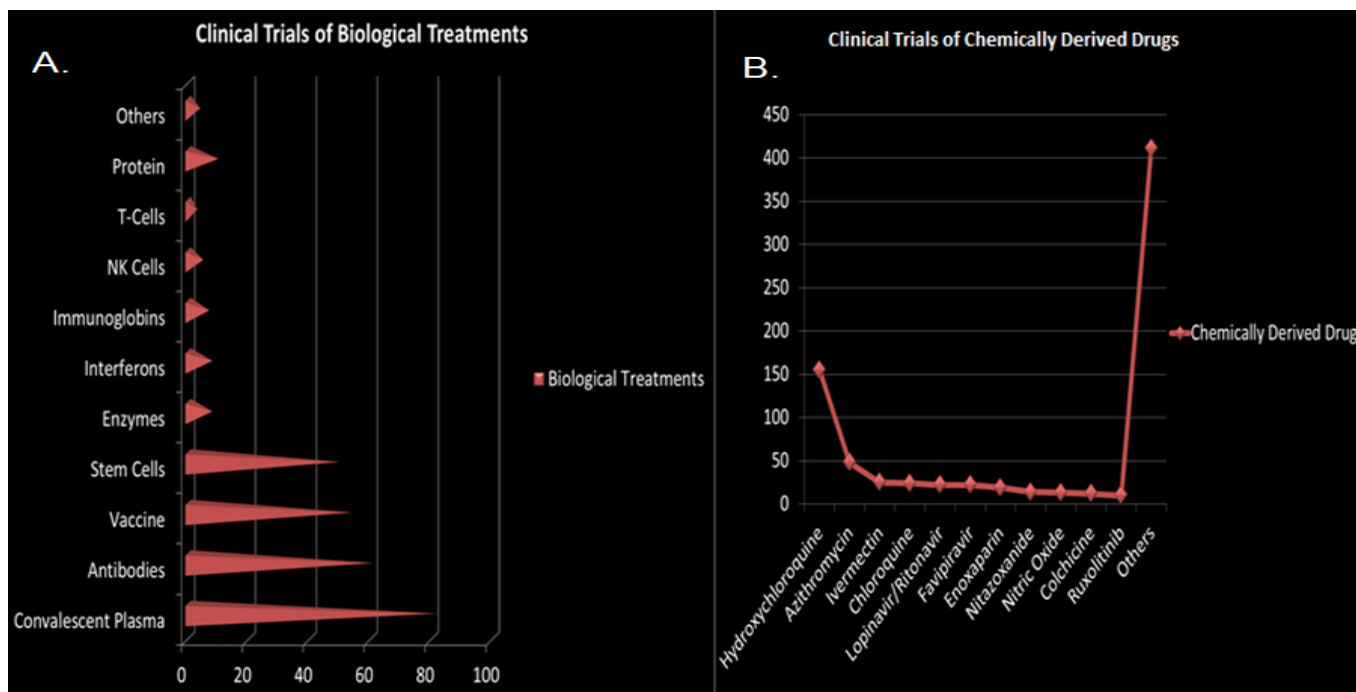 Clinical Trials of Biological Treatments
A.
Others
Protein
T-Cells
NK Cells
Immunoglobins
Interferons
Enzymes
Stem Cells
Vaccine
Antibodies
Convalescent Plasma
0 20 40 60 80 100
Biological Treatments
Clinical Trials of Chemically Derived Drugs
B.
450
400
350
300
250
200
150
100
50
0
Hydroxychloroquine
Azithromycin
Ivermectin
Chloroquine
Lopinavir/Ritonavir
Favipiravir
Enoxaparin
Nitazoxanide
Nitric Oxide
Colchicine
Ruxolitinib
Others
Chemically Derived Drug